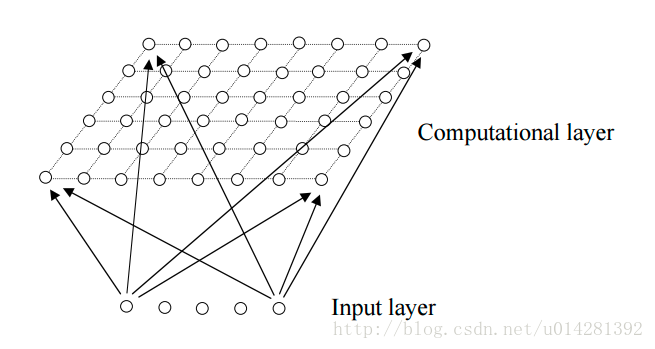 Computational layer
Input layer
http://blog.csdn.net/u014281392